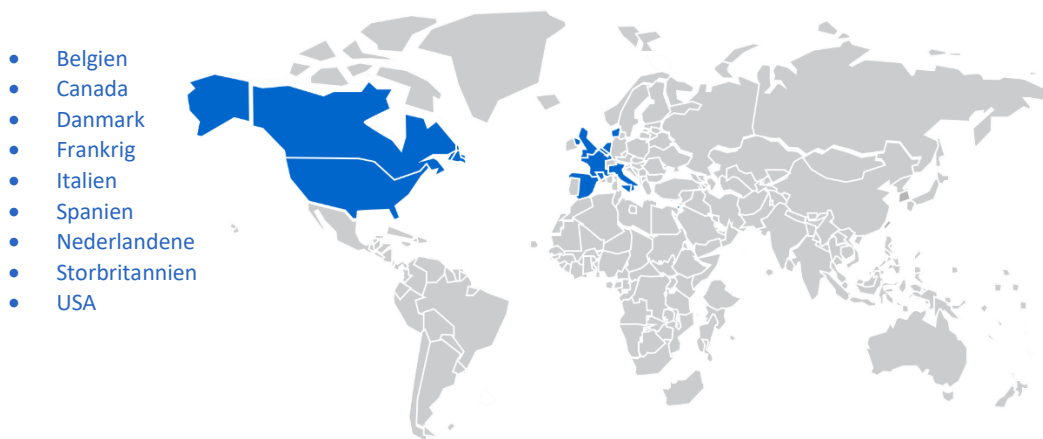 Belgien
Canada
Danmark
Frankrig
Italien
Spanien
Nederlandene
Storbritannien
USA